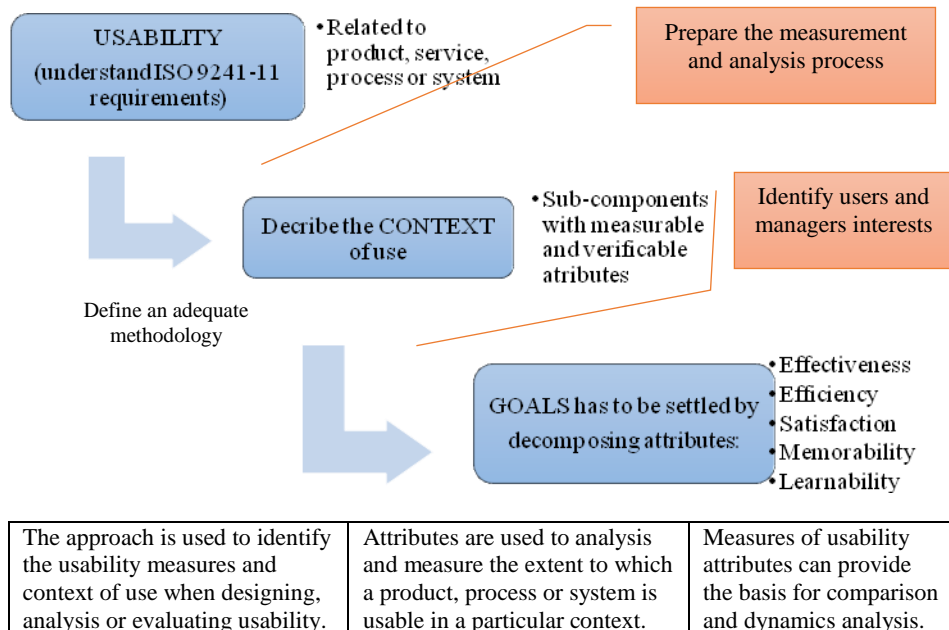 USABILITY
(understand ISO 9241-11
requirements)
•Related to
product, service,
process or system
Prepare the measurement
and analysis process
Decribe the CONTEXT
of use
•Sub-components
with measurable
and verificable
atributes
Identify users and
managers interests
Define an adequate
methodology
GOALS has to be settled by
decomposing attributes:
•Effectiveness
•Efficiency
•Satisfaction
•Memorability
•Learnability
The approach is used to identify
the usability measures and
context of use when designing,
analysis or evaluating usability.
Attributes are used to analysis
and measure the extent to which
a product, process or system is
usable in a particular context.
Measures of usability
attributes can provide
the basis for comparison
and dynamics analysis.